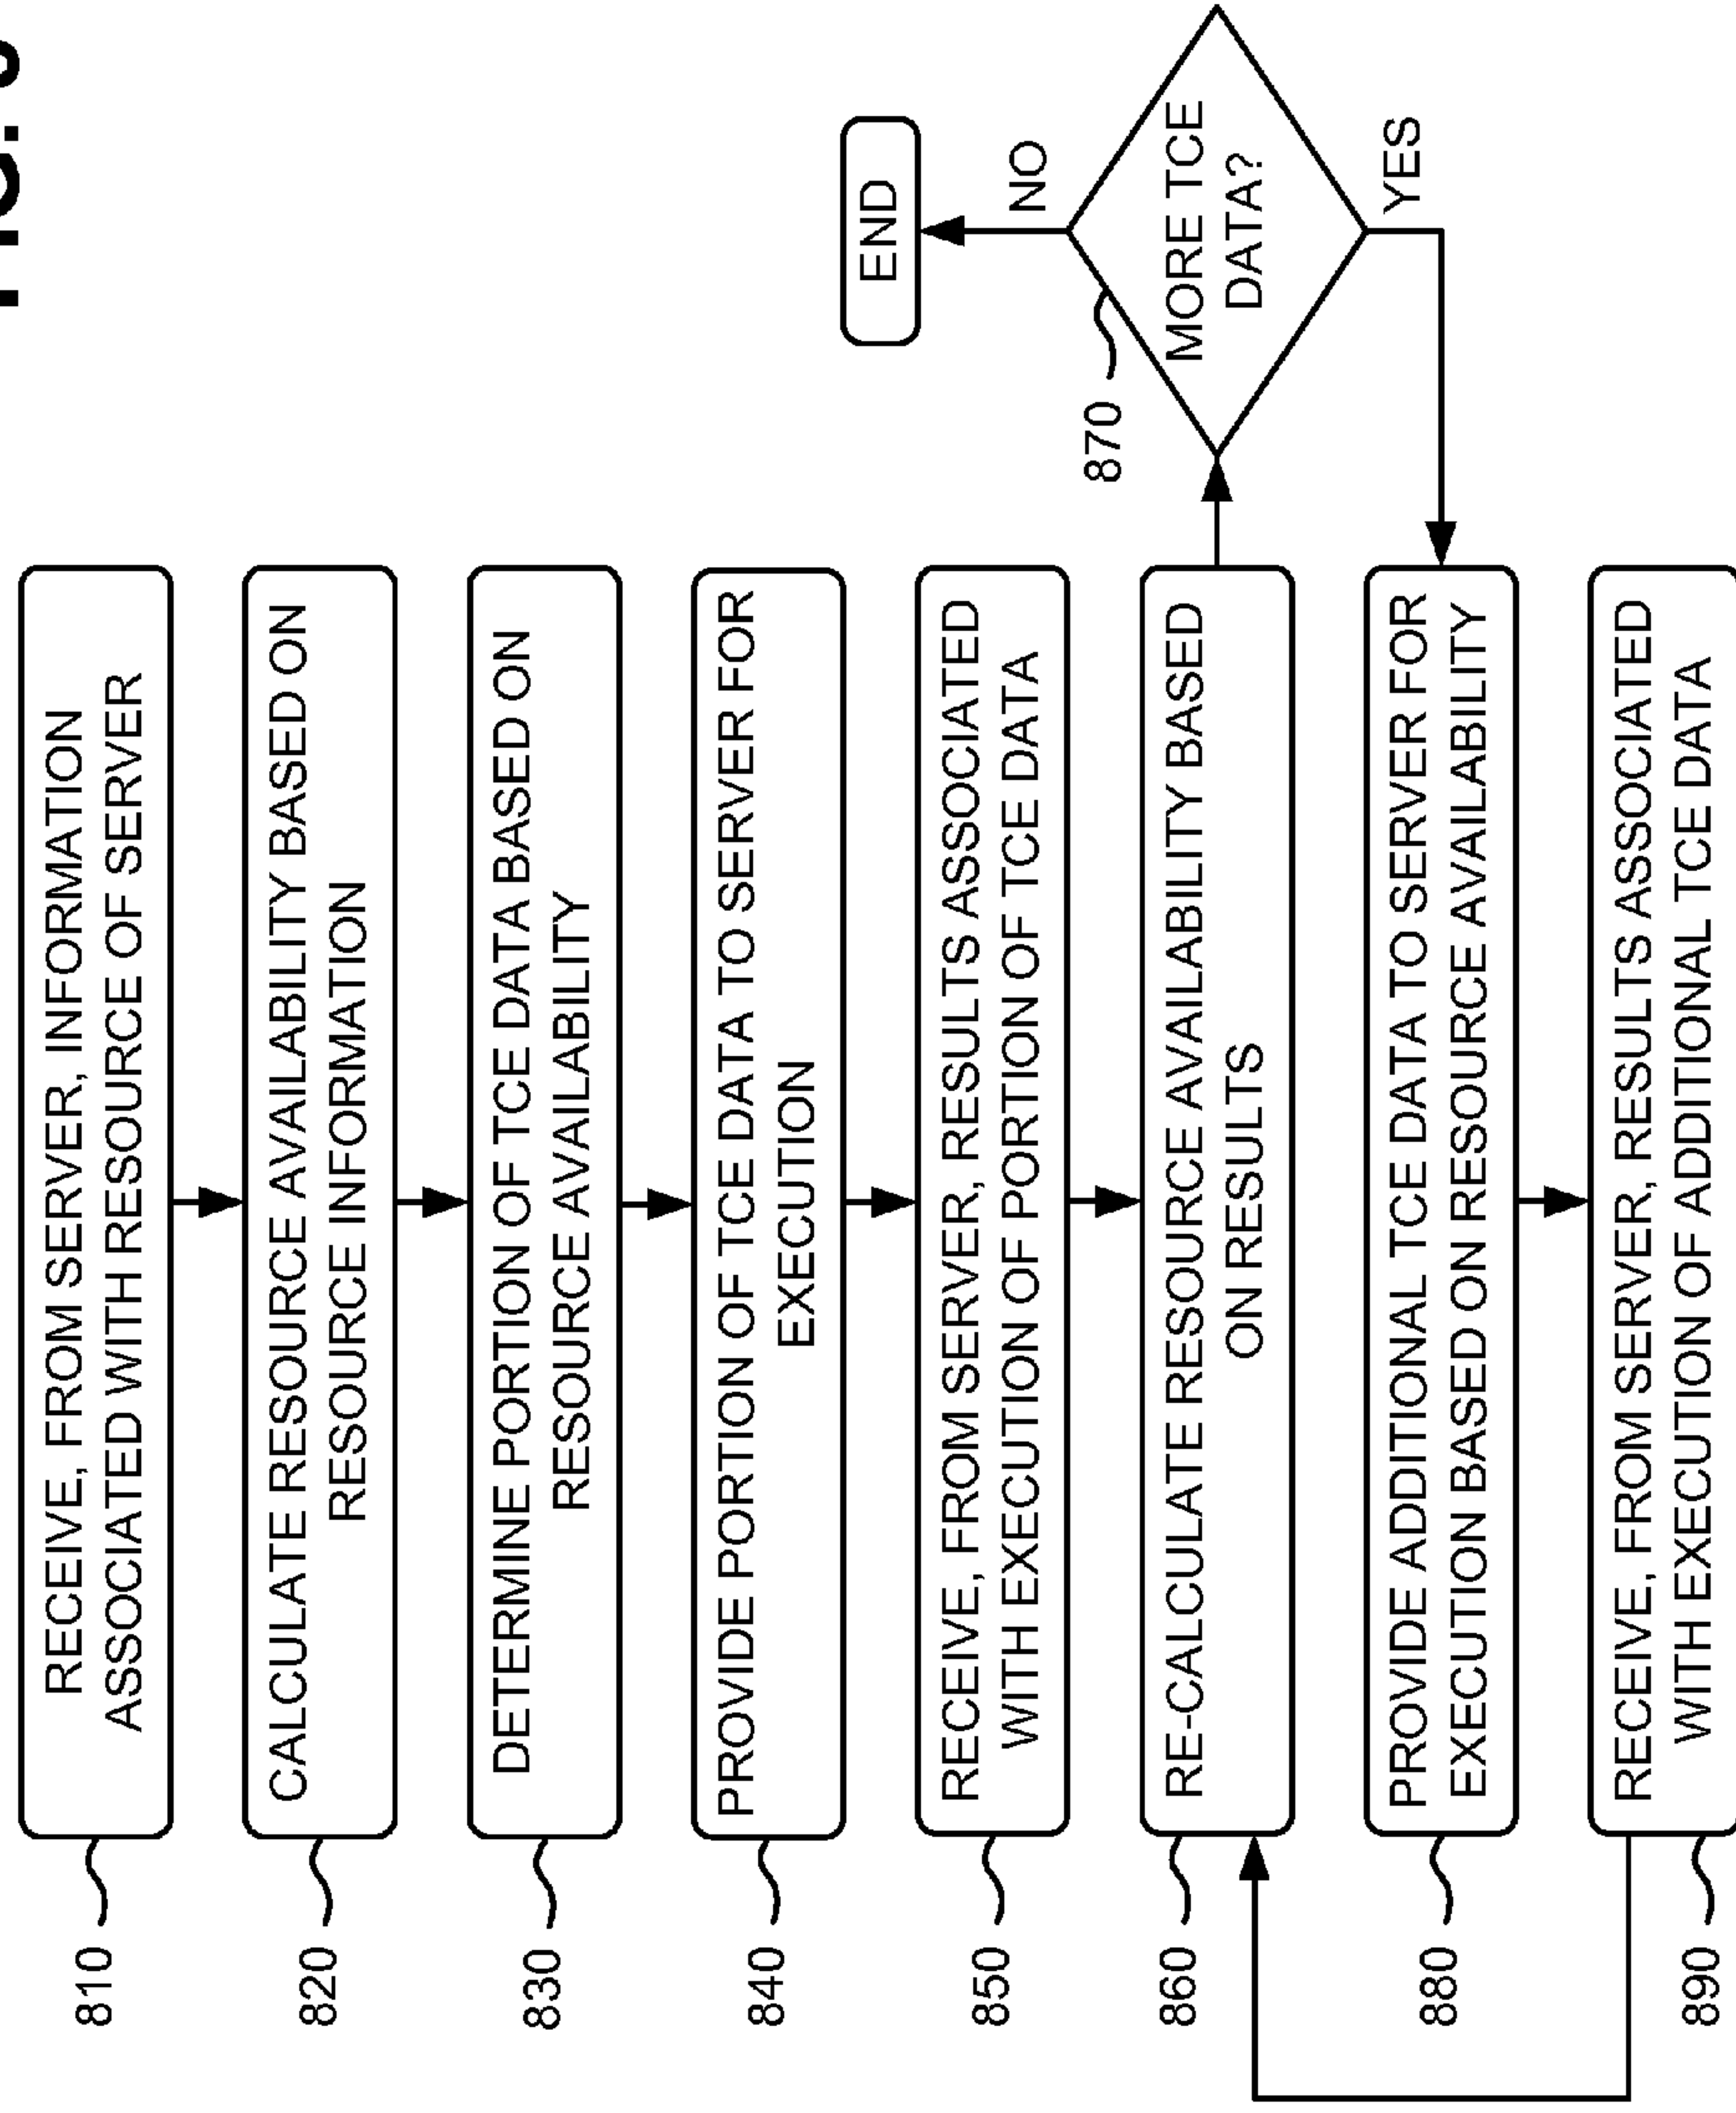 810
RECEIVE, FROM SERVER, INFORMATION
ASSOCIATED WITH RESOURCE OF SERVER
820
CALCULATE RESOURCE AVAILABILITY BASED ON
RESOURCE INFORMATION
830
DETERMINE PORTION OF TCE DATA BASED ON
RESOURCE AVAILABILITY
840
PROVIDE PORTION OF TCE DATA TO SERVER FOR
EXECUTION
850
RECEIVE, FROM SERVER, RESULTS ASSOCIATED
WITH EXECUTION OF PORTION OF TCE DATA
860
RE-CALCULATE RESOURCE AVAILABILITY BASED
ON RESULTS
870
MORE TCE
DATA?
NO
END
YES
880
PROVIDE ADDITIONAL TCE DATA TO SERVER FOR
EXECUTION BASED ON RESOURCE AVAILABILITY
890
RECEIVE, FROM SERVER, RESULTS ASSOCIATED
WITH EXECUTION OF ADDITIONAL TCE DATA